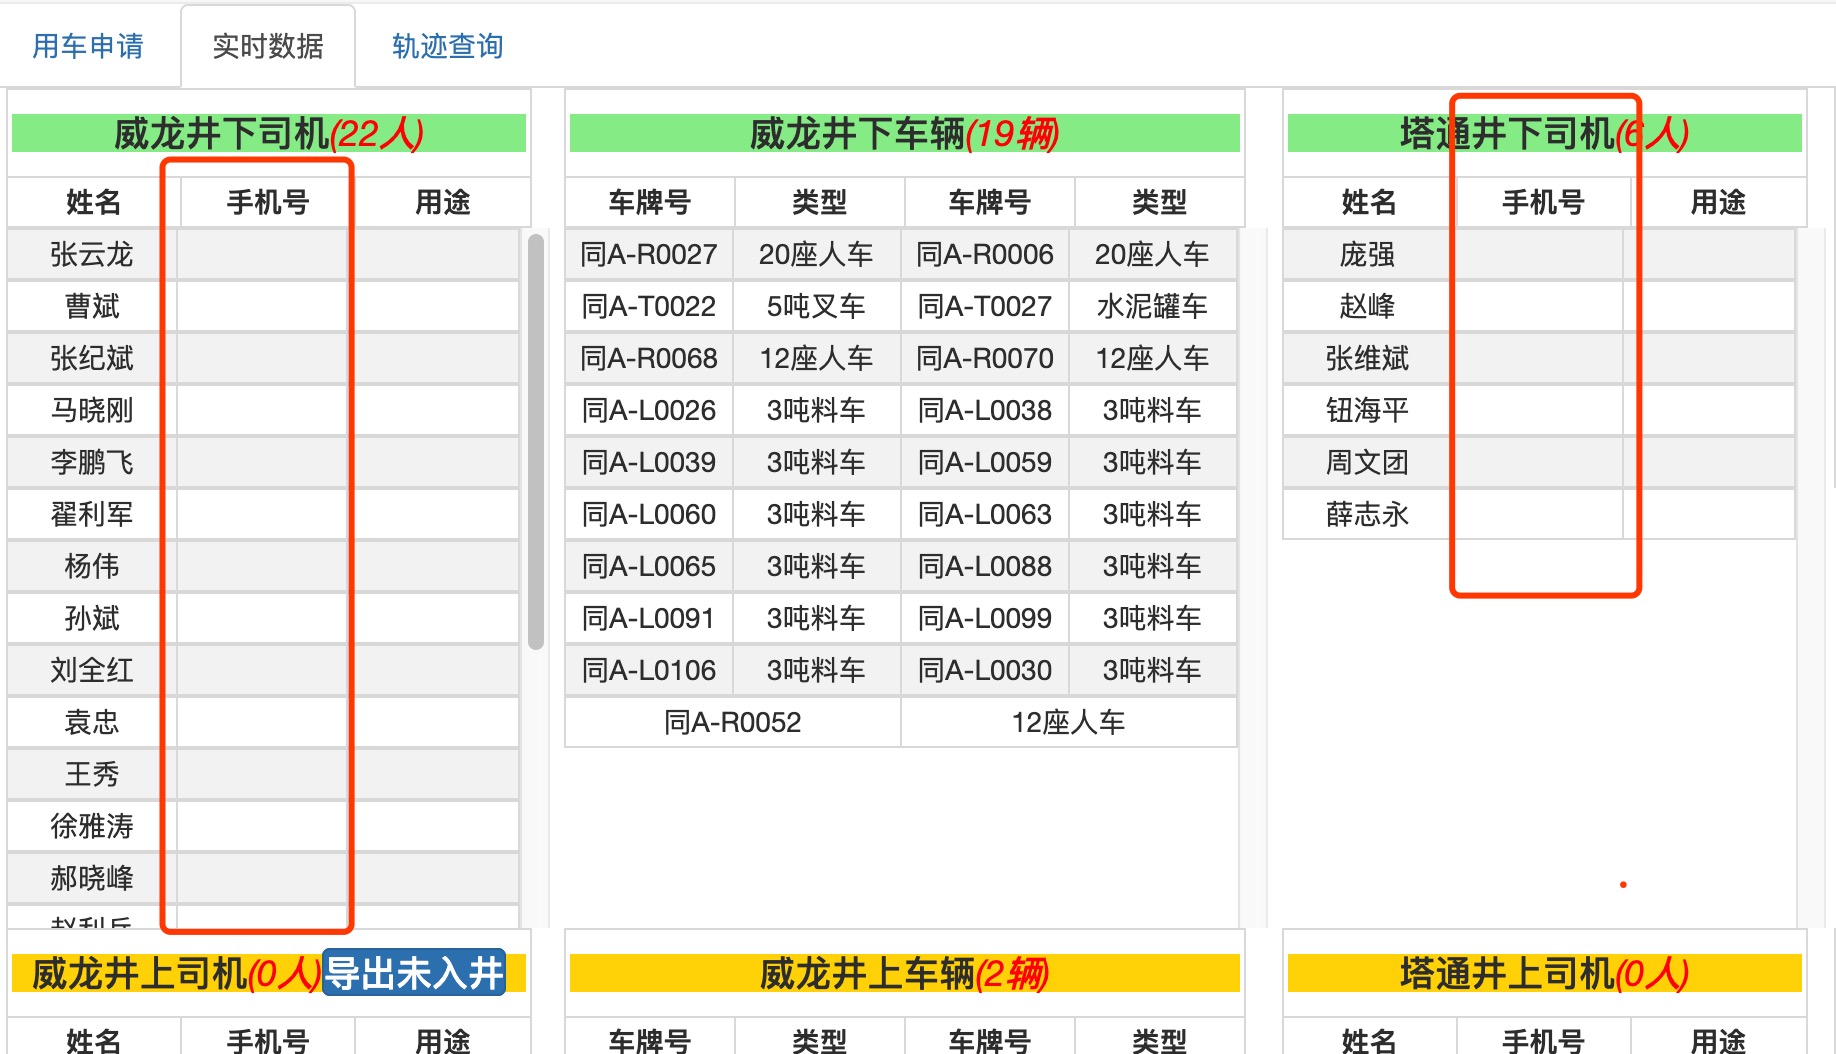 用车申请 实时数据 轨迹查询
威龙井下司机(22人)
姓名 手机号 用途
张云龙
曹斌
张纪斌
马晓刚
李鹏飞
翟利军
杨伟
孙斌
刘全红
袁忠
王秀
徐雅涛
郝晓峰
威龙井下车辆(19辆)
车牌号 类型 车牌号 类型
同A-R0027 20座人车 同A-R0006 20座人车
同A-T0022 5吨叉车 同A-T0027 水泥罐车
同A-R0068 12座人车 同A-R0070 12座人车
同A-L0026 3吨料车 同A-L0038 3吨料车
同A-L0039 3吨料车 同A-L0059 3吨料车
同A-L0060 3吨料车 同A-L0063 3吨料车
同A-L0065 3吨料车 同A-L0088 3吨料车
同A-L0091 3吨料车 同A-L0099 3吨料车
同A-L0106 3吨料车 同A-L0030 3吨料车
同A-R0052 12座人车
塔通井下司机(6人)
姓名 手机号 用途
庞强
赵峰
张维斌
钮海平
周文团
薛志永
威龙井上司机(0人)导出未入井
姓名 手机号 用途
威龙井上车辆(2辆)
车牌号 类型 车牌号 类型
塔通井上司机(0人)
姓名 手机号 用途